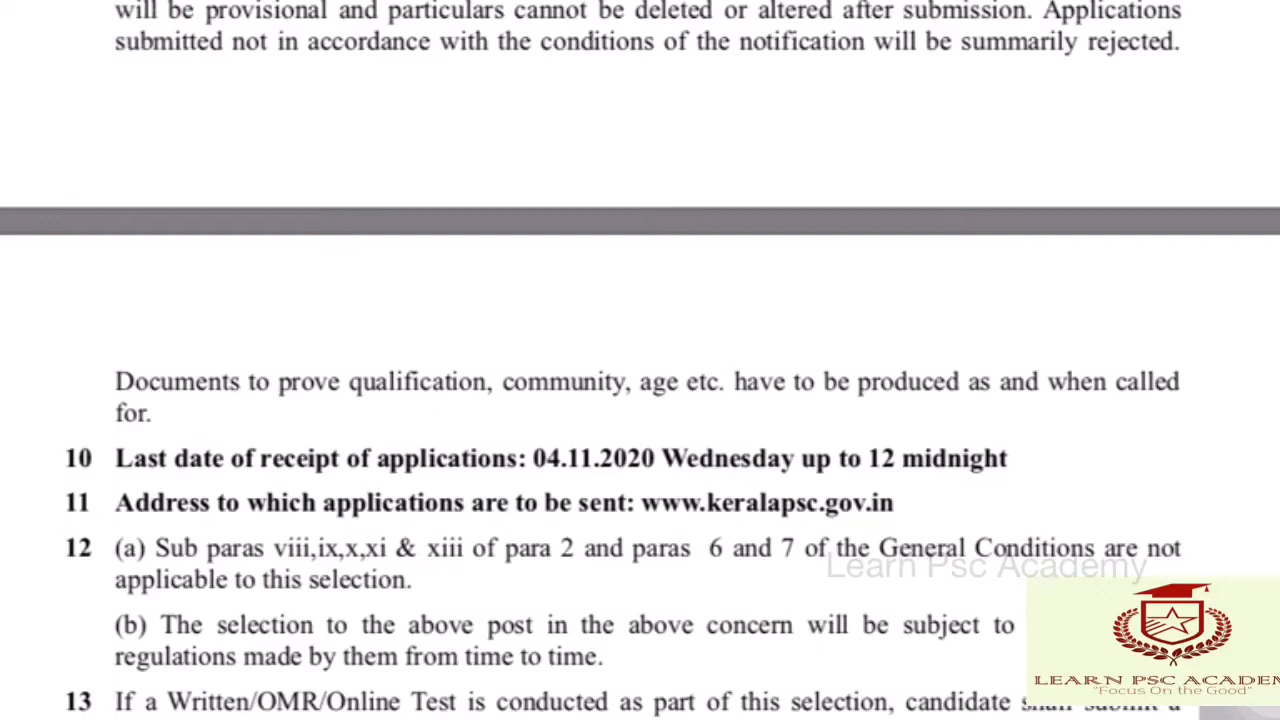 will be provisional and particulars cannot be deleted or altered after submission. Applications
submitted not in accordance with the conditions of the notification will be summarily rejected.
Documents to prove qualification, community, age etc. have to be produced as and when called
for.
10 Last date of receipt of applications: 04.11.2020 Wednesday up to 12 midnight
11 Address to which applications are to be sent: www.keralapsc.gov.in
12 (a) Sub paras viii,ix,x,xi & xiii of para 2 and paras 6 and 7 of the General Conditions are not
applicable to this selection.
Learn Psc Academy
(b) The selection to the above post in the above concern will be subject to
regulations made by them from time to time.
LEARN PSC ACADEM
"Focus On the Good"
13 If a Written/OMR/Online Test is conducted as part of this selection, candidate shall submit a